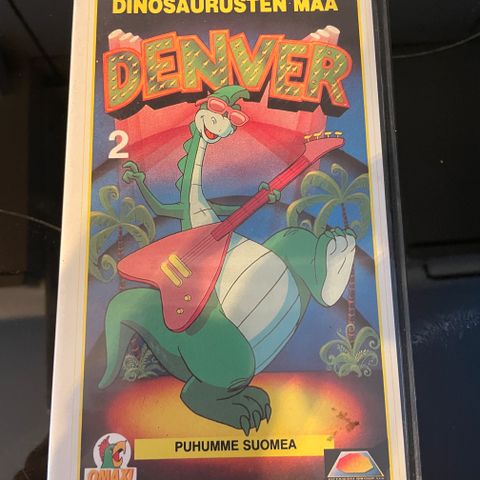 DINOSAURUSTEN MAA
DENVER
2
PUHUMME SUOMEA